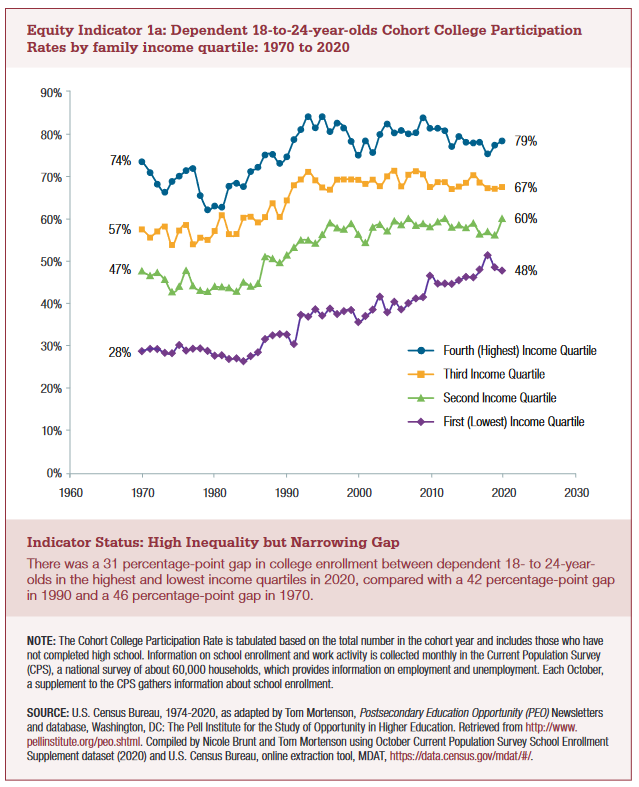 Equity Indicator 1a: Dependent 18-to-24-year-olds Cohort College Participation
Rates by family income quartile: 1970 to 2020
90%
80%
70%
60%
50%
40%
30%
20%
10%
0%
74%
57%
47%
28%
79%
67%
60%
48%
Fourth (Highest) Income Quartile
Third Income Quartile
Second Income Quartile
First (Lowest) Income Quartile
1960 1970 1980 1990 2000 2010 2020 2030
Indicator Status: High Inequality but Narrowing Gap
There was a 31 percentage-point gap in college enrollment between dependent 18- to 24-year-
olds in the highest and lowest income quartiles in 2020, compared with a 42 percentage-point gap
in 1990 and a 46 percentage-point gap in 1970.
NOTE: The Cohort College Participation Rate is tabulated based on the total number in the cohort year and includes those who have
not completed high school. Information on school enrollment and work activity is collected monthly in the Current Population Survey
(CPS), a national survey of about 60,000 households, which provides information on employment and unemployment. Each October,
a supplement to the CPS gathers information about school enrollment.
SOURCE: U.S. Census Bureau, 1974-2020, as adapted by Tom Mortenson, Postsecondary Education Opportunity (PEO) Newsletters
and database, Washington, DC: The Pell Institute for the Study of Opportunity in Higher Education. Retrieved from http://www.
pellinstitute.org/peo.shtml. Compiled by Nicole Brunt and Tom Mortenson using October Current Population Survey School Enrollment
Supplement dataset (2020) and U.S. Census Bureau, online extraction tool, MDAT, https://data.census.gov/mdat/#/.